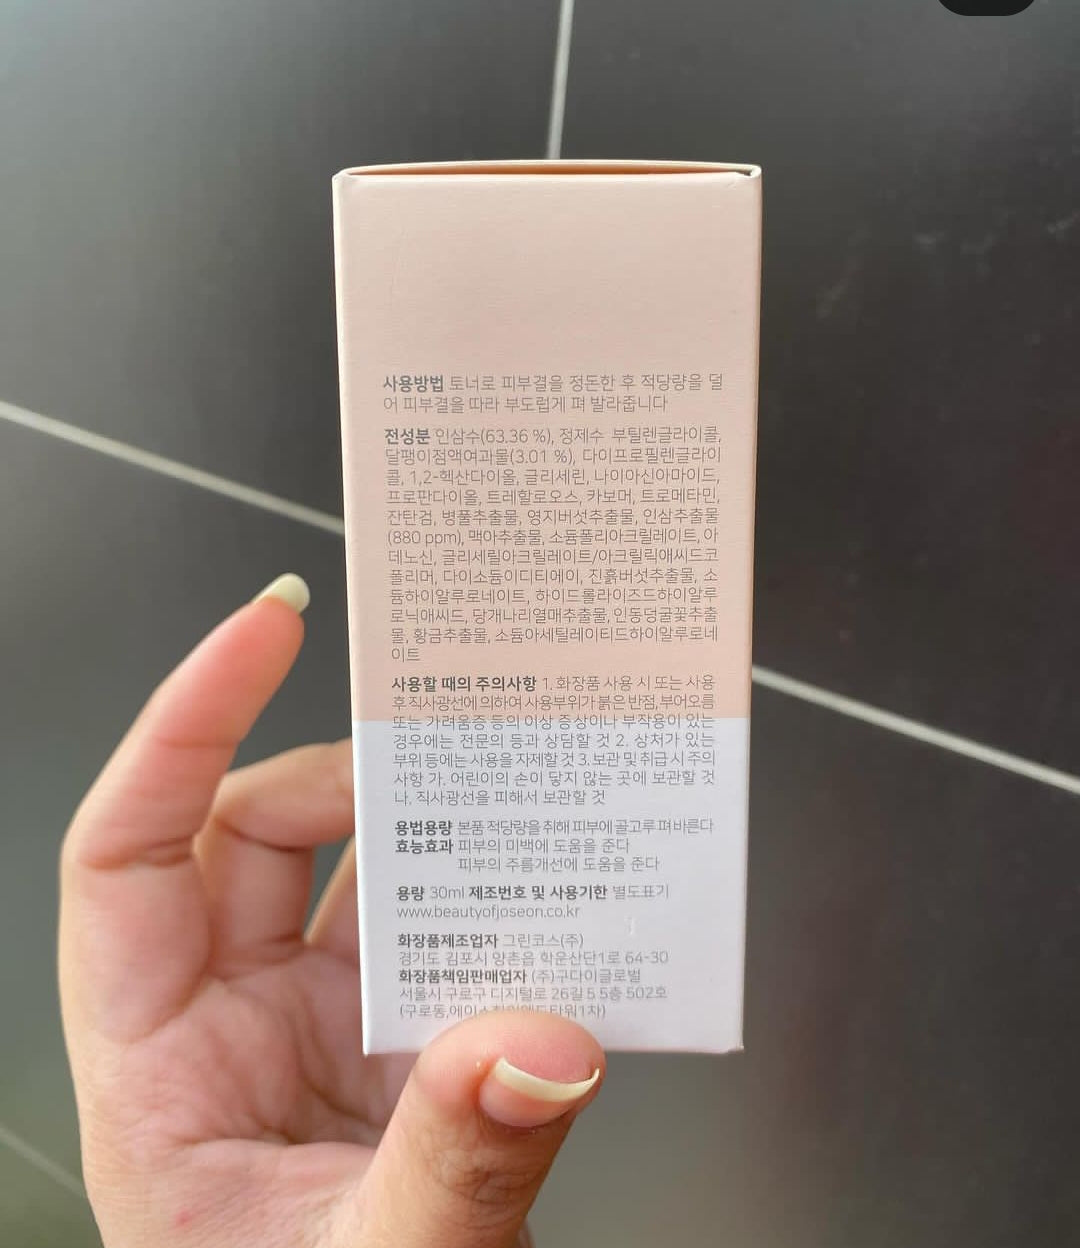 사용방법 토너로 피부결을 정돈한 후 적당량을 덜
어 피부결을 따라 부드럽게 펴 발라줍니다
전성분 인삼수(63.36 %), 정제수 부틸렌글라이콜,
달팽이점액여과물(3.01 %), 다이프로필렌글라이
콜, 1,2-헥산다이올, 글리세린, 나이아신아마이드,
프로판다이올, 트레할로오스, 카보머, 트로메타민,
잔탄검, 병풀추출물, 영지버섯추출물, 인삼추출물
(880 ppm), 맥아추출물, 소듐폴리아크릴레이트, 아
데노신, 글리세릴아크릴레이트/아크릴릭애씨드코
폴리머, 다이소듐이디티에이, 진흙버섯추출물, 소
듐하이알루로네이트, 하이드롤라이즈드하이알루
로닉애씨드, 당개나리열매추출물, 인동덩굴꽃추출
물, 황금추출물, 소듐아세틸레이티드하이알루로네
이트
사용할 때의 주의사항 1. 화장품 사용 시 또는 사용
후 직사광선에 의하여 사용부위가 붉은 반점, 부어오름
또는 가려움증 등의 이상 증상이나 부작용이 있는
경우에는 전문의 등과 상담할 것 2. 상처가 있는
부위 등에는 사용을 자제할 것 3. 보관 및 취급 시 주의
사항 가. 어린이의 손이 닿지 않는 곳에 보관할 것
나. 직사광선을 피해서 보관할 것
용법용량 본품 적당량을 취해 피부에 골고루 펴 바른다
효능효과 피부의 미백에 도움을 준다
피부의 주름개선에 도움을 준다
용량 30ml 제조번호 및 사용기한 별도표기
www.beautyofjoseon.co.kr
화장품제조업자 그린코스(주)
경기도 김포시 양촌읍 학운산단1로 64-30
화장품책임판매업자 (주)구다이글로벌
서울시 구로구 디지털로 26길 5 5층 502호
(구로동,에이스하이엔드타워1차)